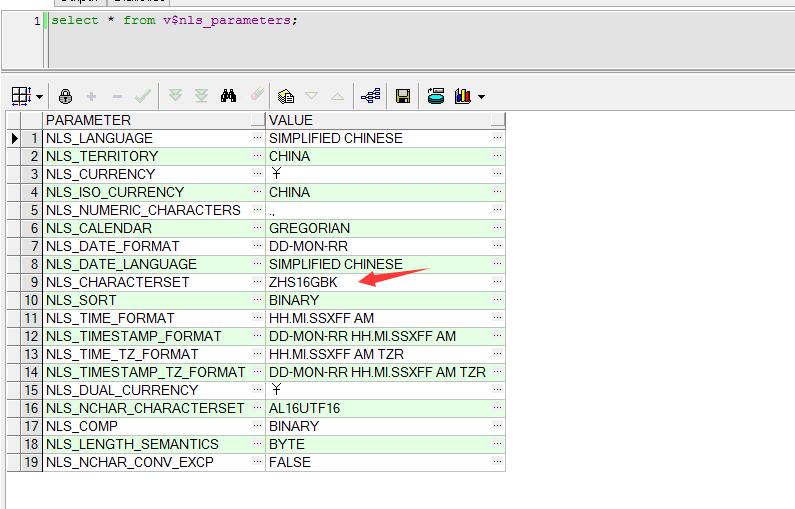 1 select * from v$nls_parameters;
PARAMETER VALUE
1 NLS_LANGUAGE ... SIMPLIFIED CHINESE ...
2 NLS_TERRITORY ... CHINA ...
3 NLS_CURRENCY ... ￥ ...
4 NLS_ISO_CURRENCY ... CHINA ...
5 NLS_NUMERIC_CHARACTERS ... ., ...
6 NLS_CALENDAR ... GREGORIAN ...
7 NLS_DATE_FORMAT ... DD-MON-RR ...
8 NLS_DATE_LANGUAGE ... SIMPLIFIED CHINESE ...
9 NLS_CHARACTERSET ... ZHS16GBK ...
10 NLS_SORT ... BINARY ...
11 NLS_TIME_FORMAT ... HH.MI.SSXFF AM ...
12 NLS_TIMESTAMP_FORMAT ... DD-MON-RR HH.MI.SSXFF AM ...
13 NLS_TIME_TZ_FORMAT ... HH.MI.SSXFF AM TZR ...
14 NLS_TIMESTAMP_TZ_FORMAT ... DD-MON-RR HH.MI.SSXFF AM TZR ...
15 NLS_DUAL_CURRENCY ... ￥ ...
16 NLS_NCHAR_CHARACTERSET ... AL16UTF16 ...
17 NLS_COMP ... BINARY ...
18 NLS_LENGTH_SEMANTICS ... BYTE ...
19 NLS_NCHAR_CONV_EXCP ... FALSE ...